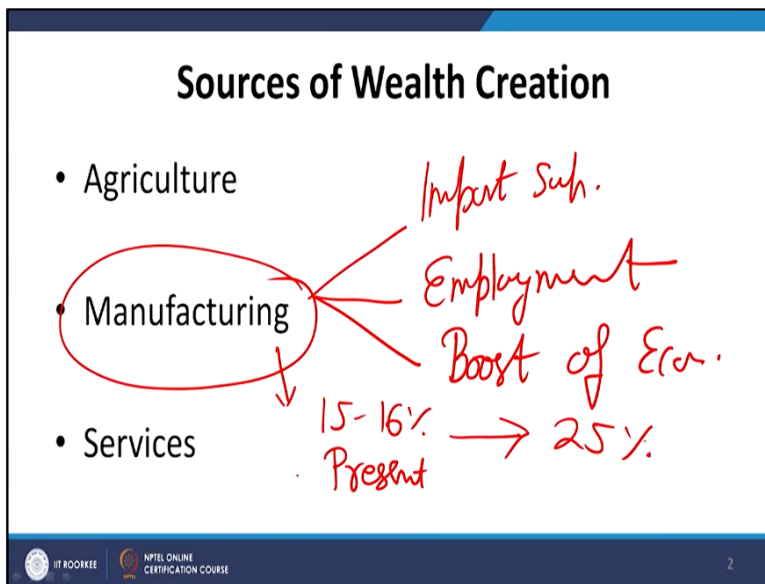 Sources of Wealth Creation
• Agriculture
Import Sub.
• Manufacturing
Employment
Boost of Eco.
15-16% → 25%
Present
• Services
IIT ROORKEE
NPTEL ONLINE
CERTIFICATION COURSE
2